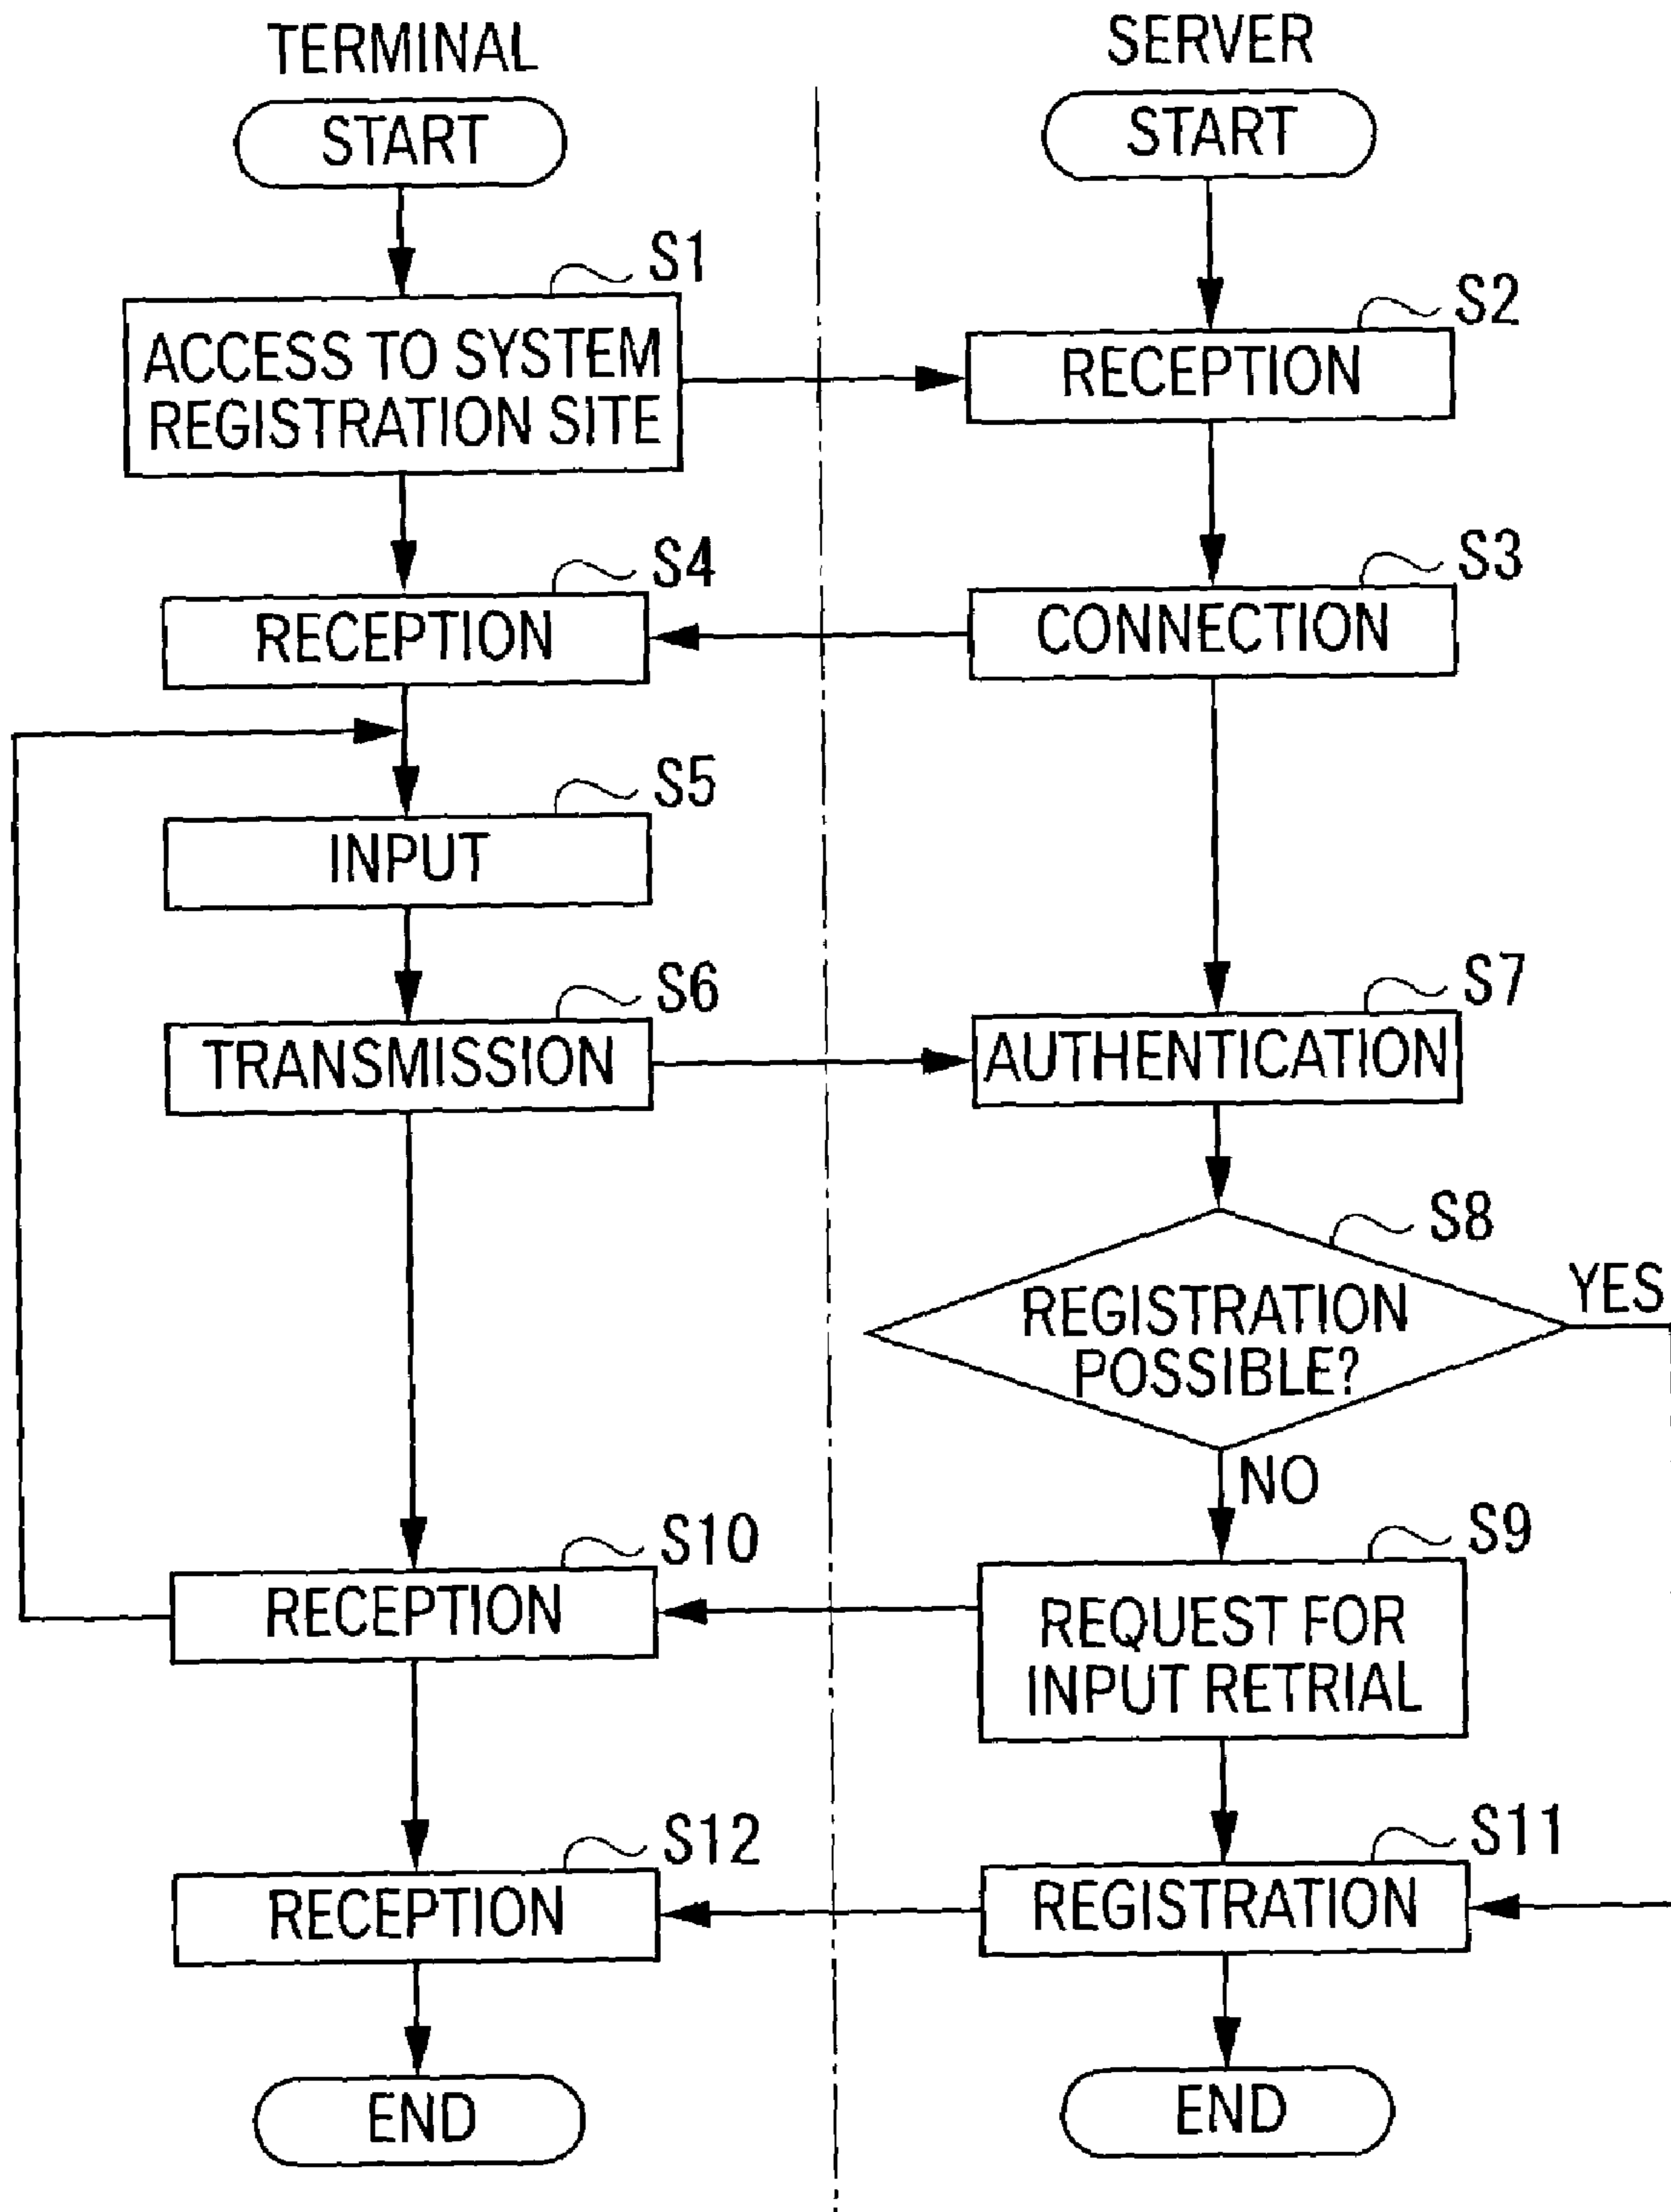 TERMINAL
SERVER
START
START
S1
ACCESS TO SYSTEM
REGISTRATION SITE
S2
RECEPTION
S4
RECEPTION
S3
CONNECTION
S5
INPUT
S6
TRANSMISSION
S7
AUTHENTICATION
S8
REGISTRATION
POSSIBLE?
YES
NO
S10
RECEPTION
S9
REQUEST FOR
INPUT RETRIAL
S12
RECEPTION
S11
REGISTRATION
END
END